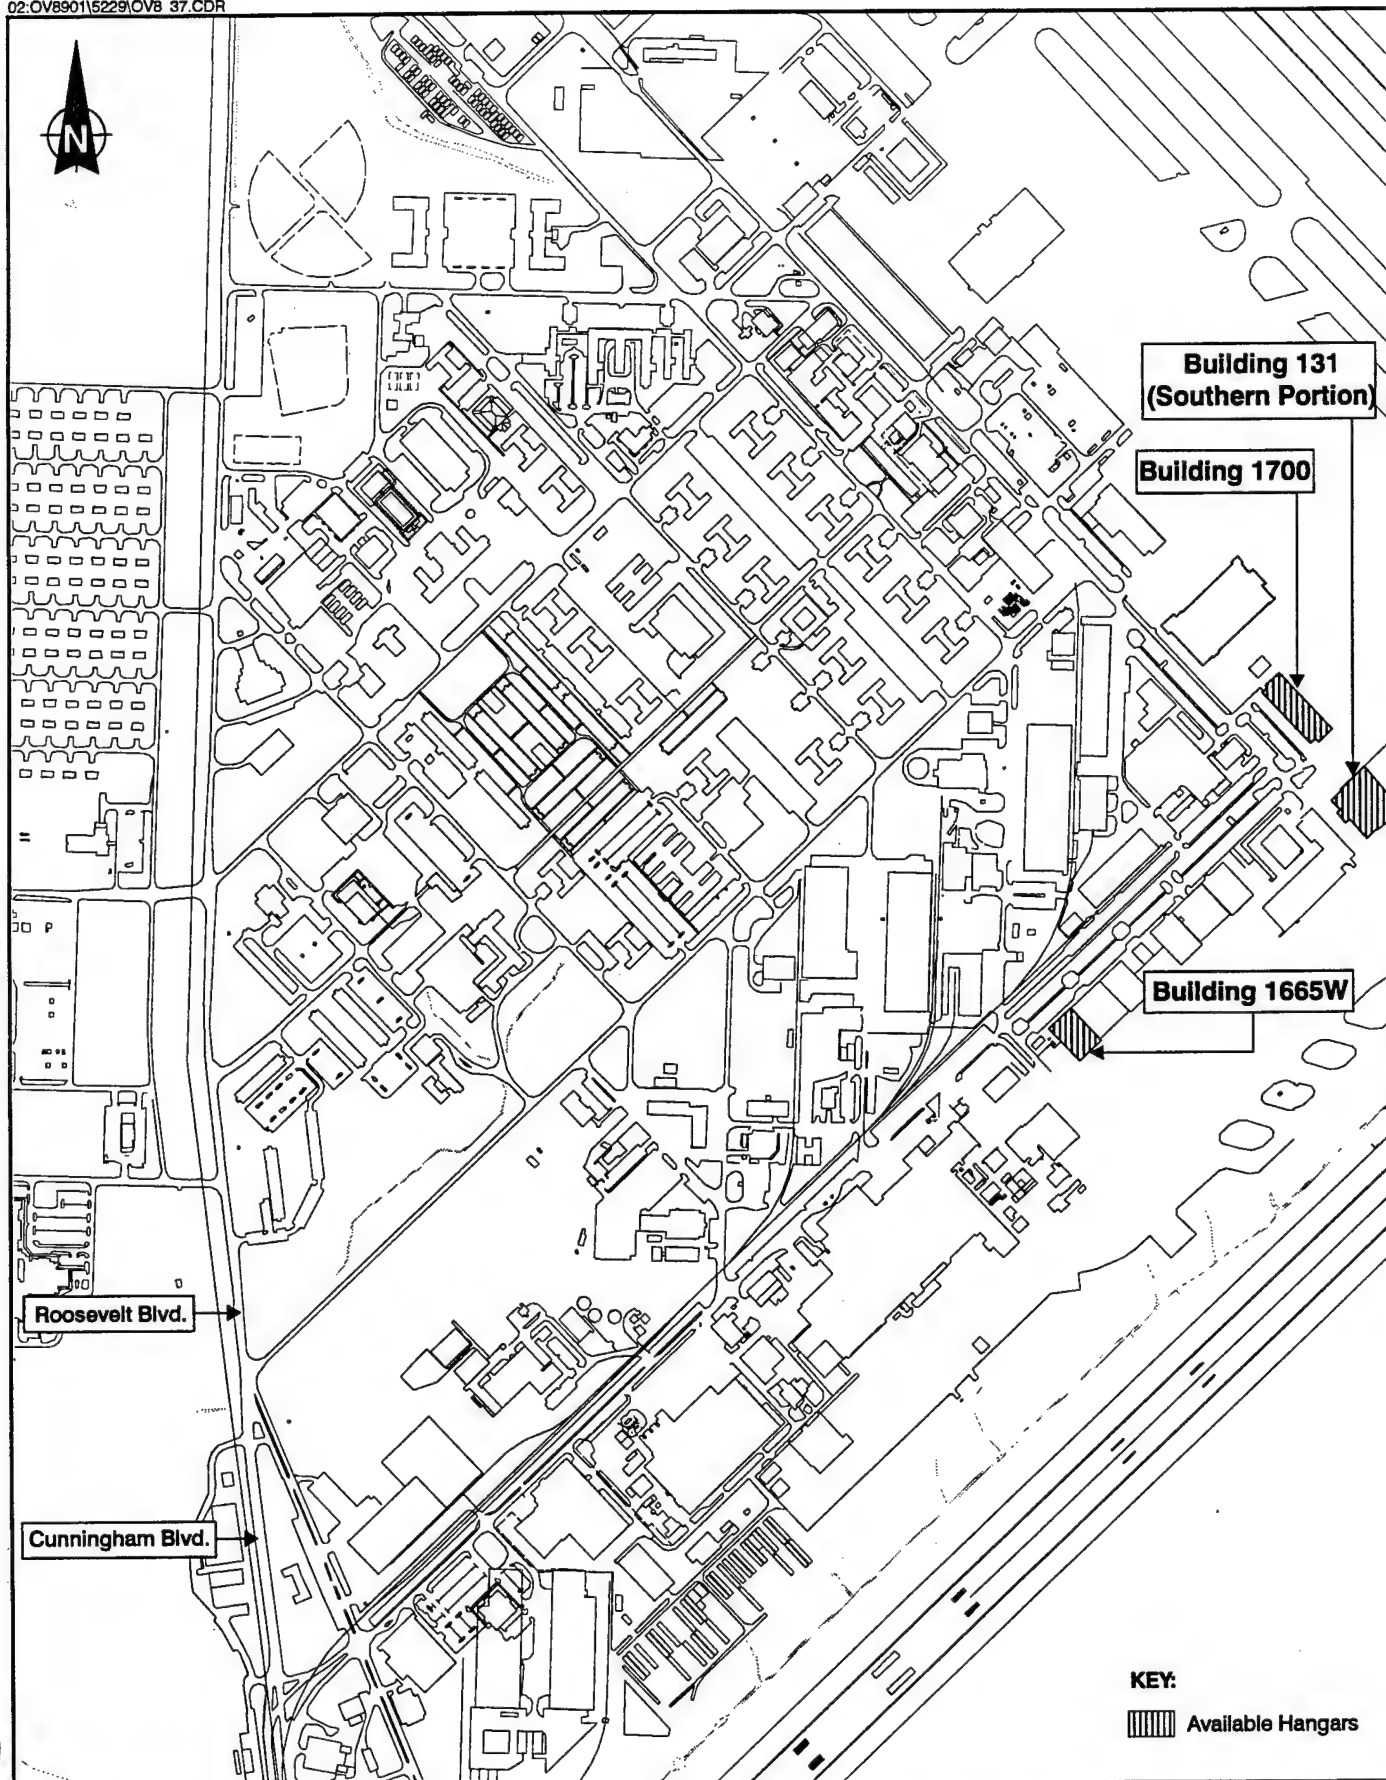 02:OV8901\5229\OV8 37.CDR
N
Building 131
(Southern Portion)
Building 1700
P
Building 1665W
Roosevelt Blvd.
Cunningham Blvd.
KEY:
Available Hangars